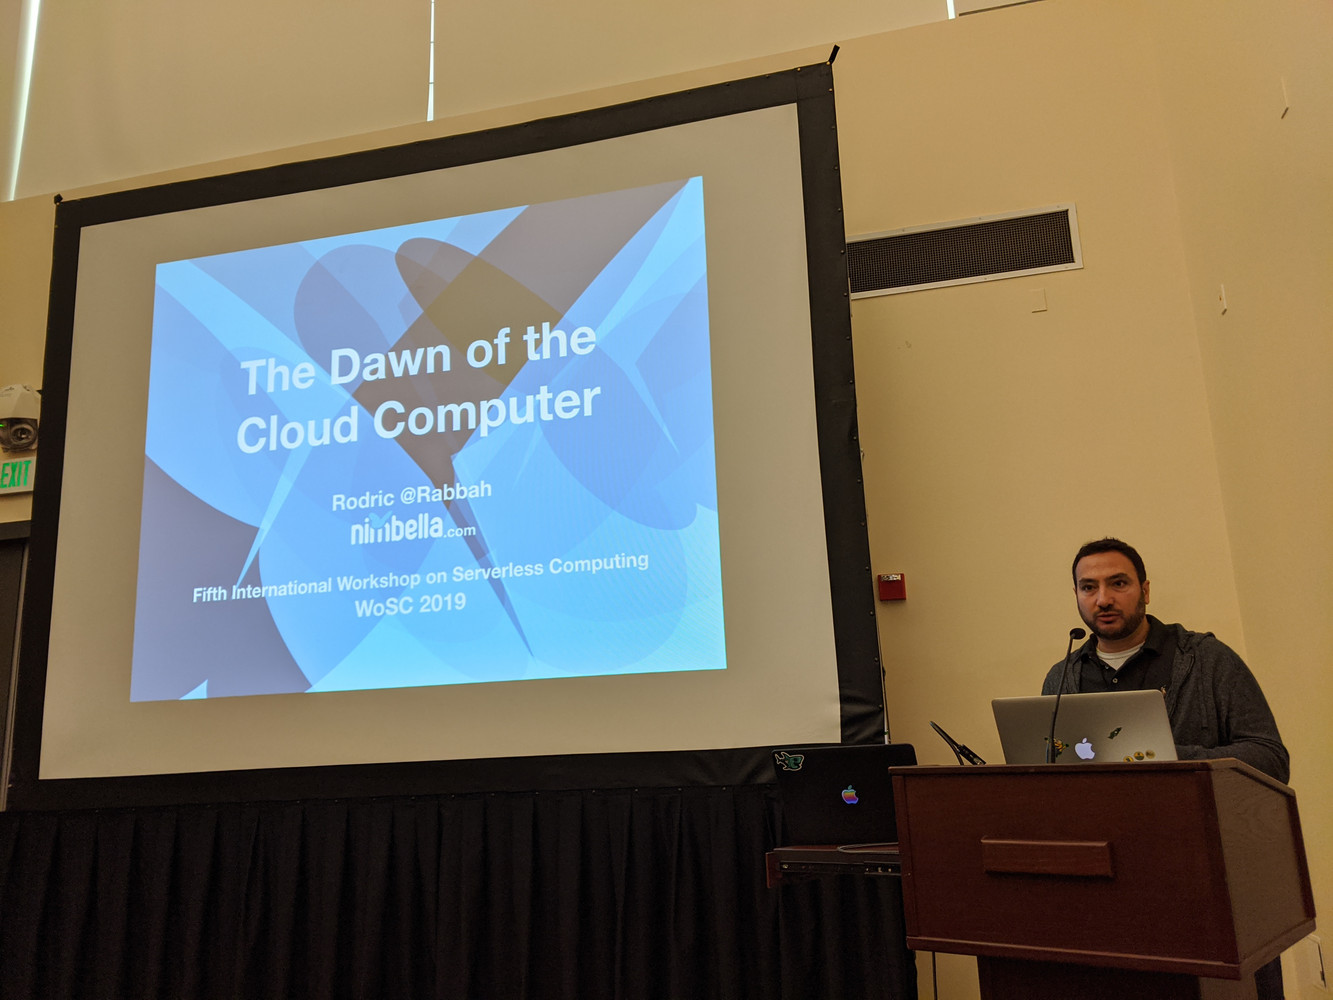 The Dawn of the
Cloud Computer
Rodric @Rabbah
nimbella.com
Fifth International Workshop on Serverless Computing
WoSC 2019
EXIT